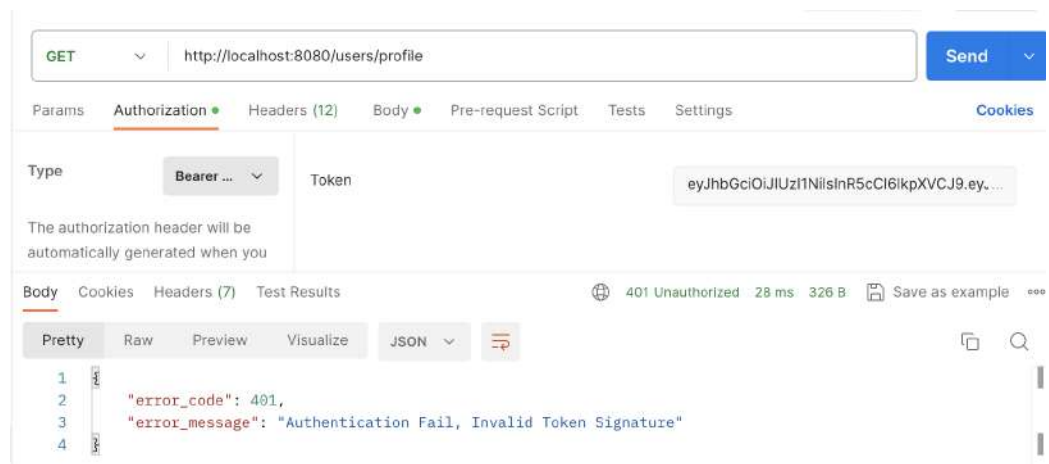 GET http://localhost:8080/users/profile Send
Params Authorization Headers (12) Body Pre-request Script Tests Settings Cookies
Type Bearer ... Token eyJhbGciOiJIUzI1NiIsInR5cCI6IkpXVCJ9.ey...
The authorization header will be
automatically generated when you
Body Cookies Headers (7) Test Results 401 Unauthorized 28 ms 326 B Save as example
Pretty Raw Preview Visualize JSON
1 {
2 "error_code": 401,
3 "error_message": "Authentication Fail, Invalid Token Signature"
4 }